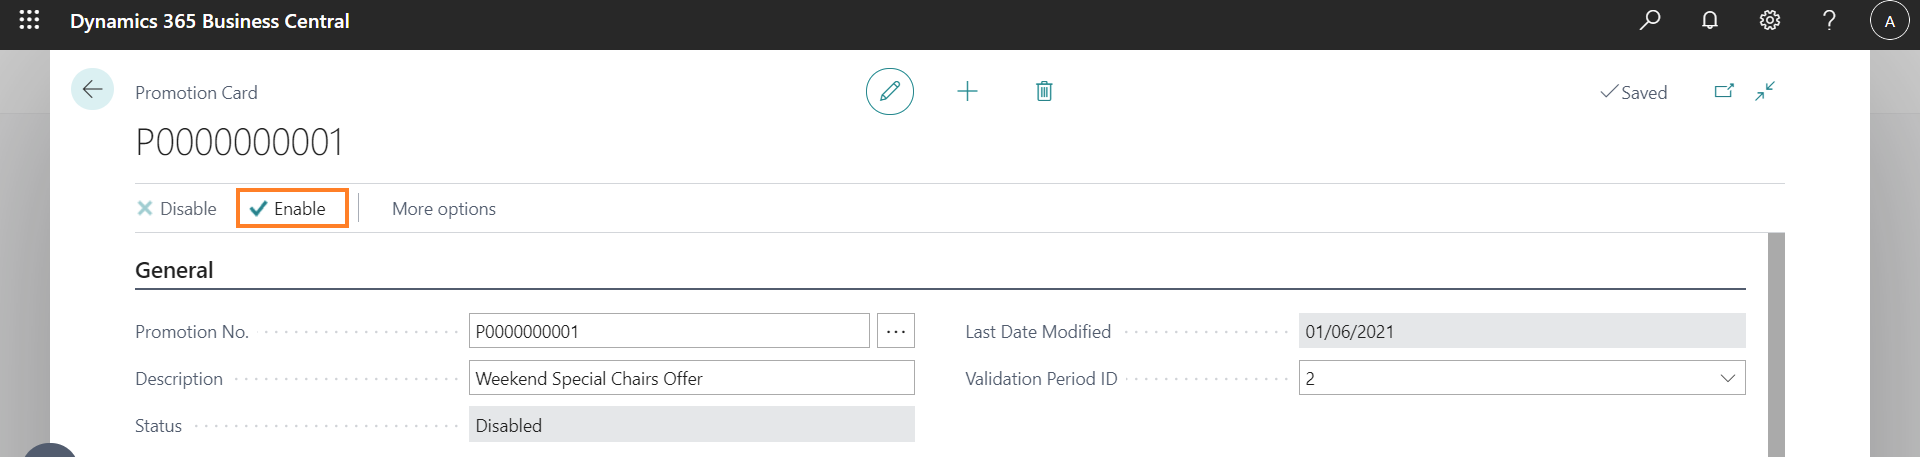 Dynamics 365 Business Central
A
Promotion Card
Saved
P0000000001
Disable Enable More options
General
Promotion No. P0000000001 ... Last Date Modified 01/06/2021
Description Weekend Special Chairs Offer Validation Period ID 2
Status Disabled